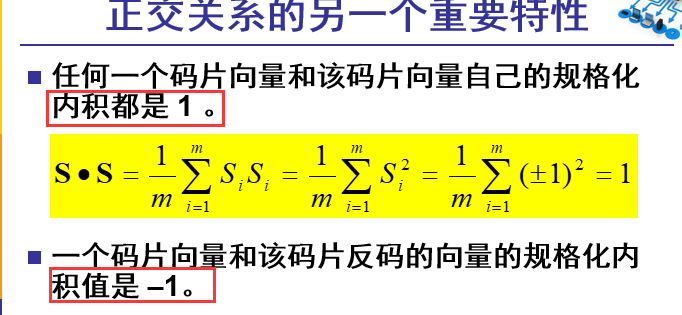 正交关系的另一个重要特性
任何一个码片向量和该码片向量自己的规格化
内积都是 1 。
S • S = \frac{1}{m} \sum_{i=1}^{m} S_i S_i = \frac{1}{m} \sum_{i=1}^{m} S_i^2 = \frac{1}{m} \sum_{i=1}^{m} (±1)^2 = 1
一个码片向量和该码片反码的向量的规格化内
积值是 –1。